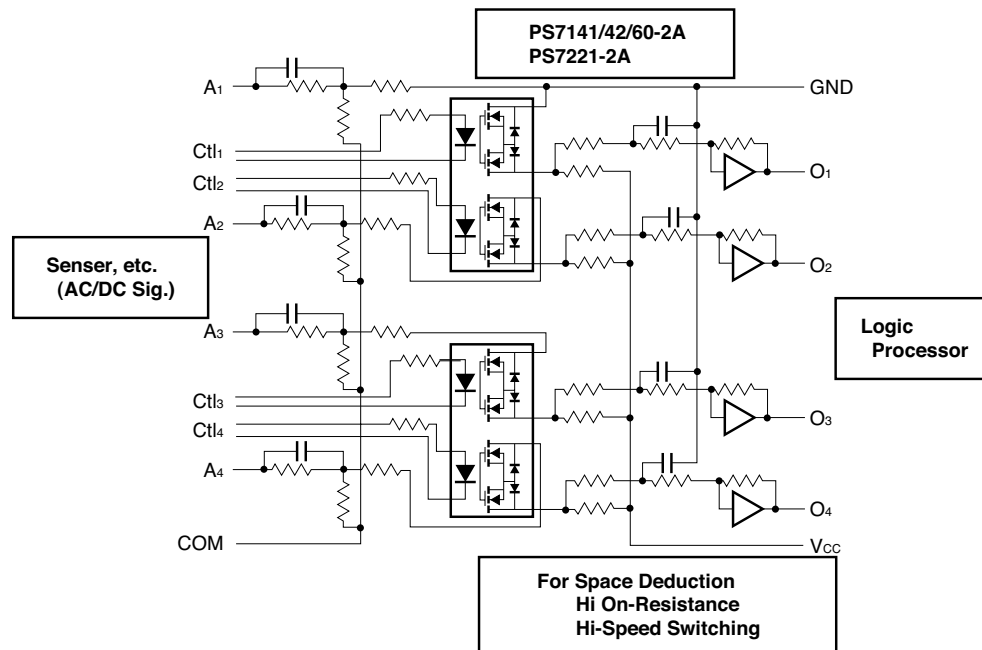 PS7141/42/60-2A
PS7221-2A
A1
GND
Ctl1
O1
Ctl2
A2
O2
Senser, etc.
(AC/DC Sig.)
A3
Logic
Processor
Ctl3
O3
Ctl4
A4
O4
COM
VCC
For Space Deduction
Hi On-Resistance
Hi-Speed Switching